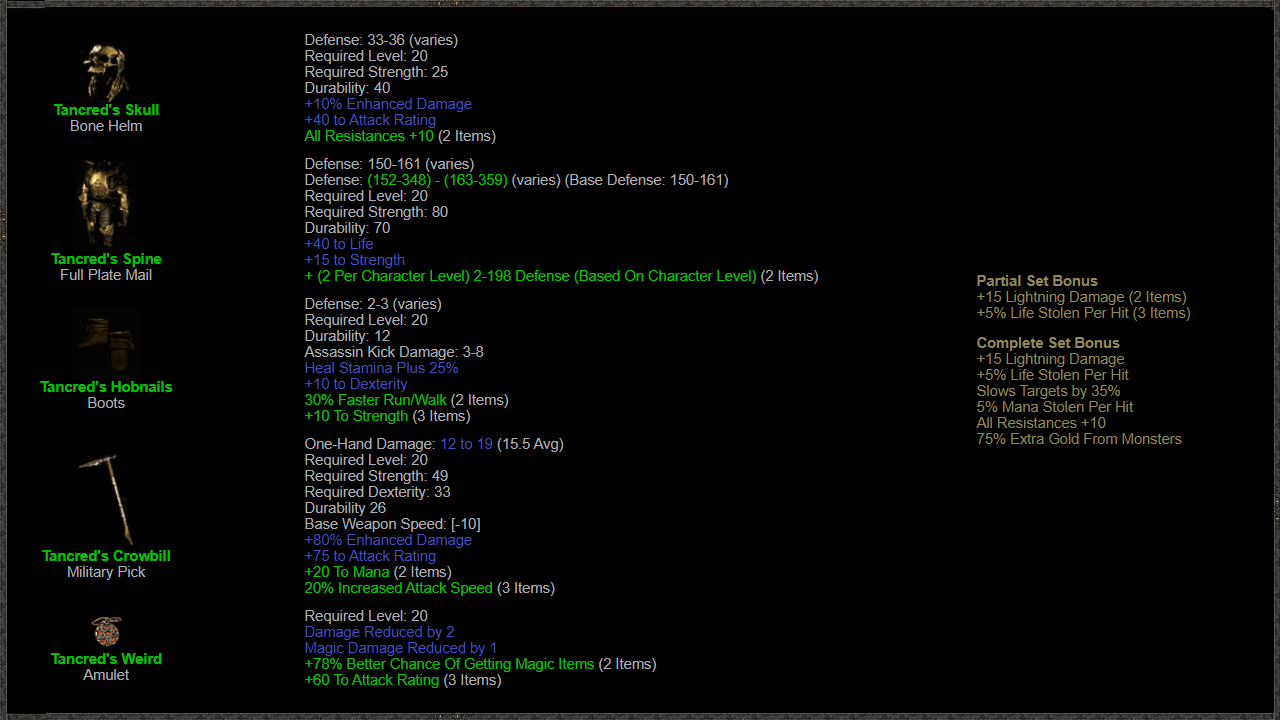 Tancred's Skull
Bone Helm
Defense: 33-36 (varies)
Required Level: 20
Required Strength: 25
Durability: 40
+10% Enhanced Damage
+40 to Attack Rating
All Resistances +10 (2 Items)
Tancred's Spine
Full Plate Mail
Defense: 150-161 (varies)
Defense: (152-348) - (163-359) (varies) (Base Defense: 150-161)
Required Level: 20
Required Strength: 80
Durability: 70
+40 to Life
+15 to Strength
+ (2 Per Character Level) 2-198 Defense (Based On Character Level) (2 Items)
Tancred's Hobnails
Boots
Defense: 2-3 (varies)
Required Level: 20
Durability: 12
Assassin Kick Damage: 3-8
Heal Stamina Plus 25%
+10 to Dexterity
30% Faster Run/Walk (2 Items)
+10 To Strength (3 Items)
Tancred's Crowbill
Military Pick
One-Hand Damage: 12 to 19 (15.5 Avg)
Required Level: 20
Required Strength: 49
Required Dexterity: 33
Durability 26
Base Weapon Speed: [-10]
+80% Enhanced Damage
+75 to Attack Rating
+20 To Mana (2 Items)
20% Increased Attack Speed (3 Items)
Tancred's Weird
Amulet
Required Level: 20
Damage Reduced by 2
Magic Damage Reduced by 1
+78% Better Chance Of Getting Magic Items (2 Items)
+60 To Attack Rating (3 Items)
Partial Set Bonus
+15 Lightning Damage (2 Items)
+5% Life Stolen Per Hit (3 Items)
Complete Set Bonus
+15 Lightning Damage
+5% Life Stolen Per Hit
Slows Targets by 35%
5% Mana Stolen Per Hit
All Resistances +10
75% Extra Gold From Monsters